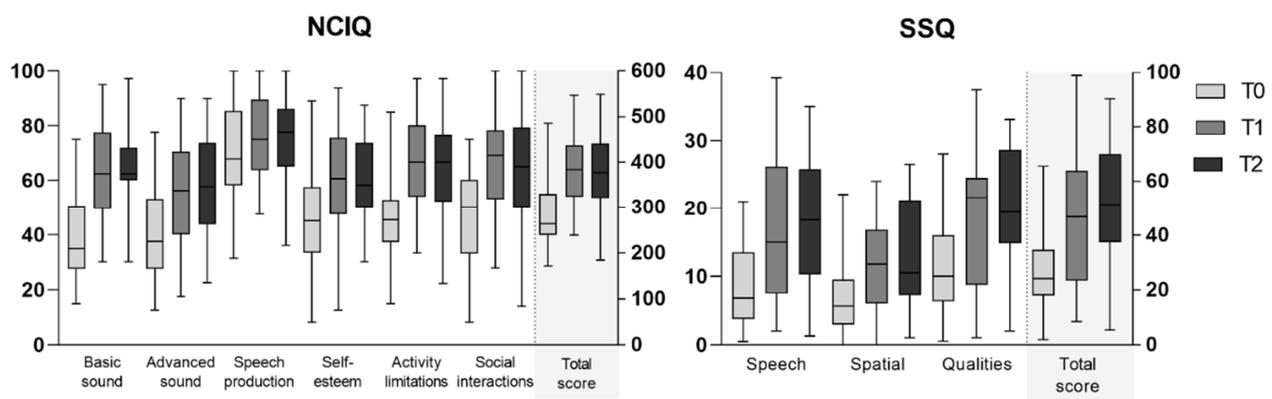 NCIQ
100
80
60
40
20
0
600
500
400
300
200
100
0
Basic
sound
Advanced
sound
Speech
production
Self-
esteem
Activity
limitations
Social
interactions
Total
score
SSQ
40
30
20
10
0
100
80
60
40
20
0
Speech
Spatial
Qualities
Total
score
T0
T1
T2